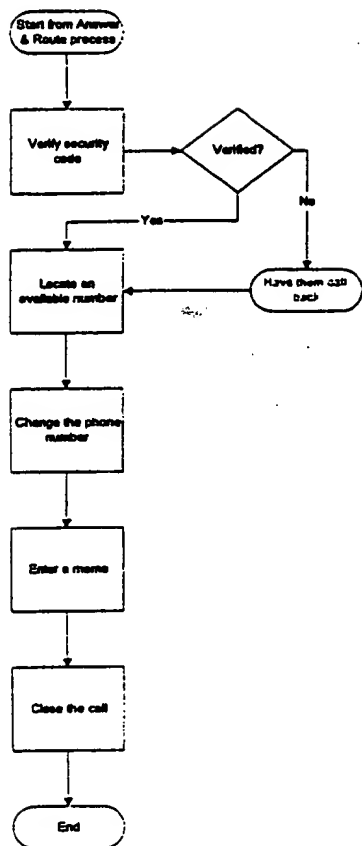 Start from Answer
& Route process
Verify security
code
Verified?
No
Yes
Locate an
available number
Have them call
back
Change the phone
number
Enter a memo
Close the call
End